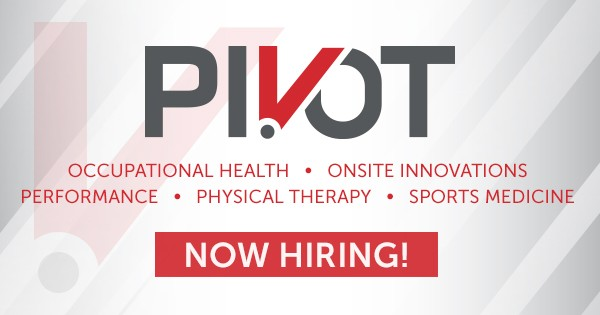 PIVOT
OCCUPATIONAL HEALTH • ONSITE INNOVATIONS
PERFORMANCE • PHYSICAL THERAPY • SPORTS MEDICINE
NOW HIRING!